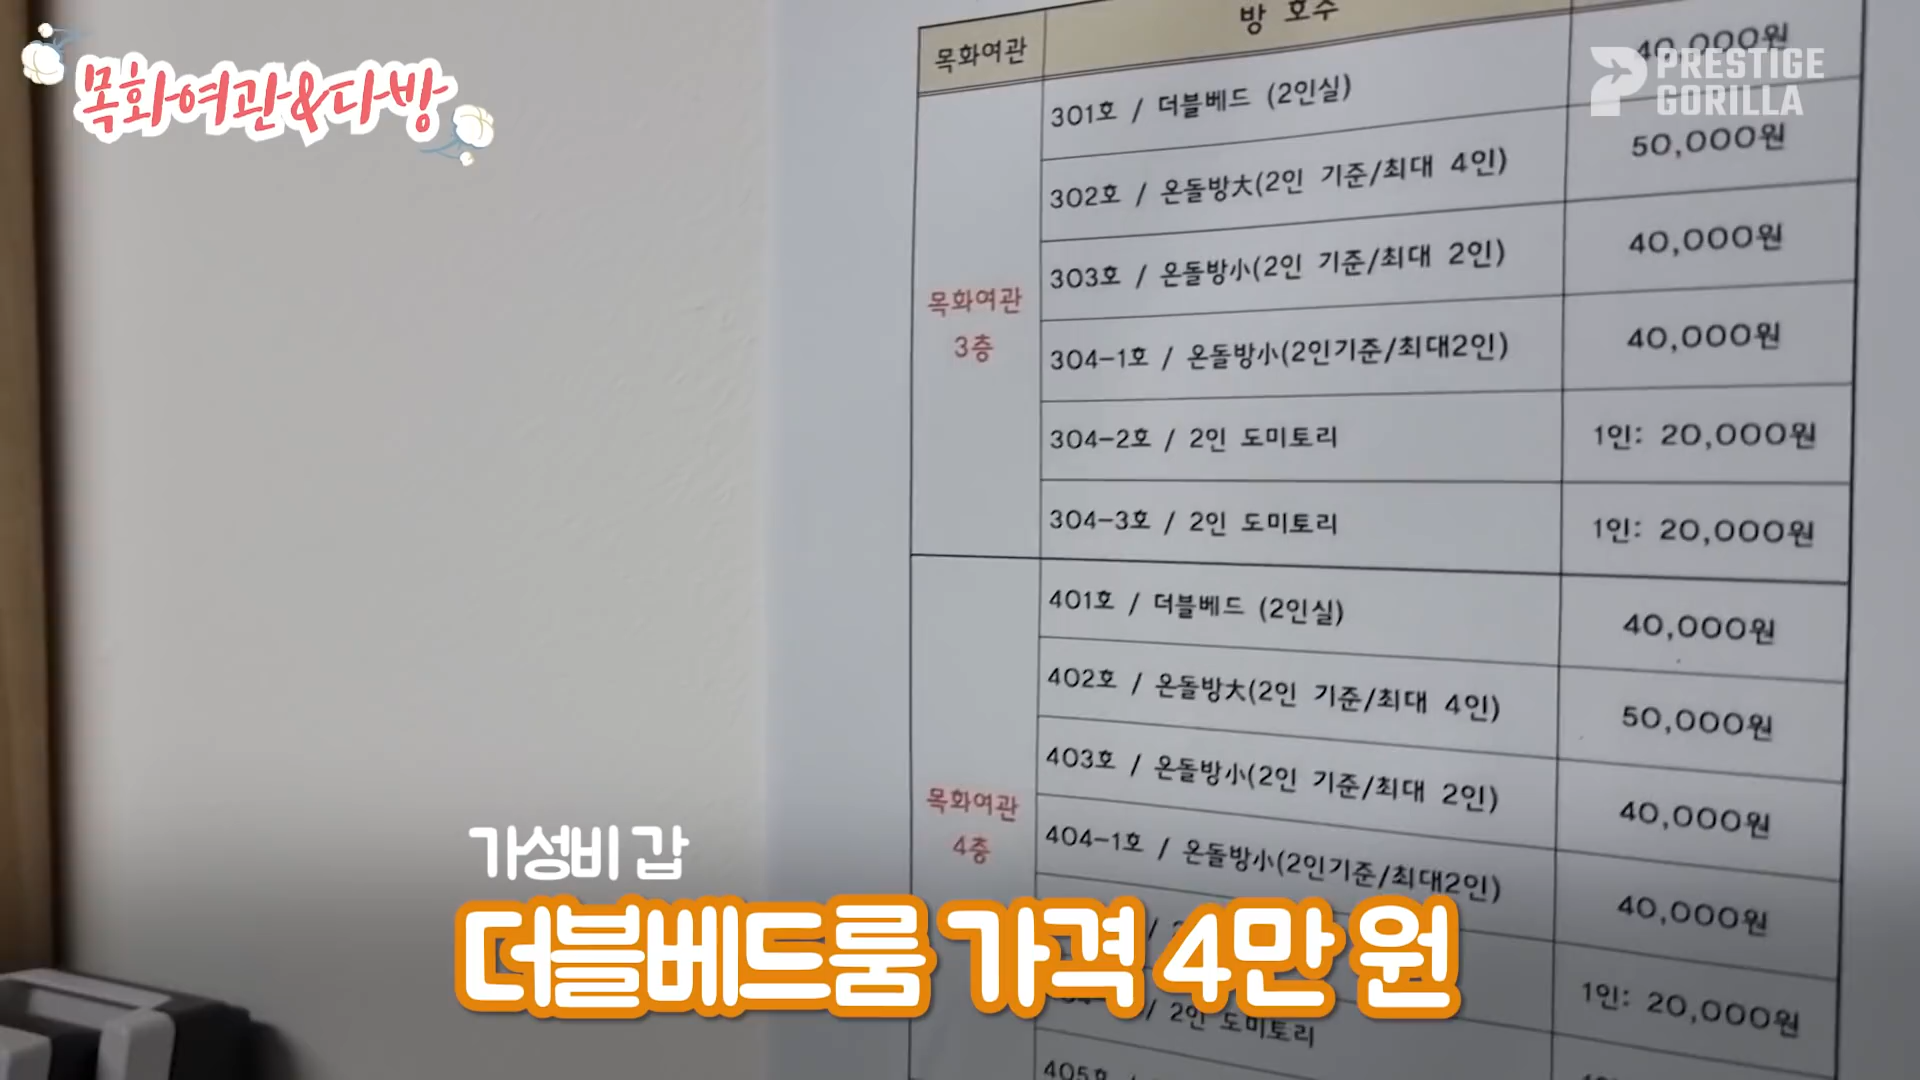 목화여관&다방
PRESTIGE
GORILLA
목화여관
방 호수
301호 / 더블베드 (2인실)
40,000원
302호 / 온돌방大(2인 기준/최대 4인)
50,000원
303호 / 온돌방小(2인 기준/최대 2인)
40,000원
목화여관
3층
304-1호 / 온돌방小(2인기준/최대2인)
40,000원
304-2호 / 2인 도미토리
1인: 20,000원
304-3호 / 2인 도미토리
1인: 20,000원
401호 / 더블베드 (2인실)
40,000원
402호 / 온돌방大(2인 기준/최대 4인)
50,000원
403호 / 온돌방小(2인 기준/최대 2인)
40,000원
목화여관
4층
404-1호 / 온돌방小(2인기준/최대2인)
40,000원
1인: 20,000원
/ 2인 도미토리
405호 /
가성비 갑
더블베드룸 가격 4만 원